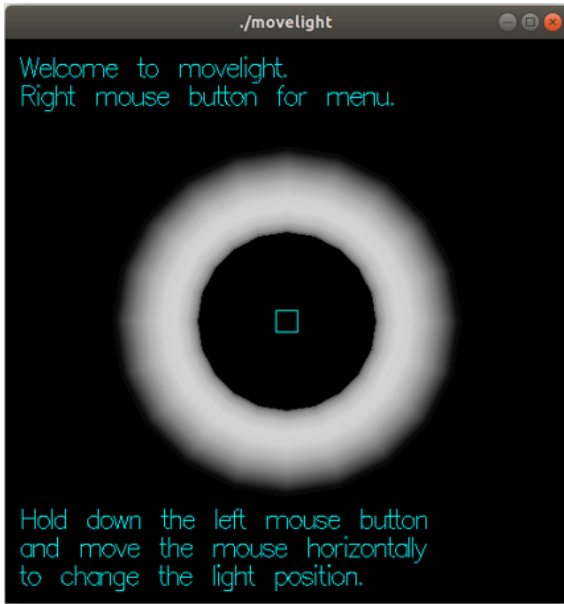 ./movelight
Welcome to movelight.
Right mouse button for menu.
Hold down the left mouse button
and move the mouse horizontally
to change the light position.